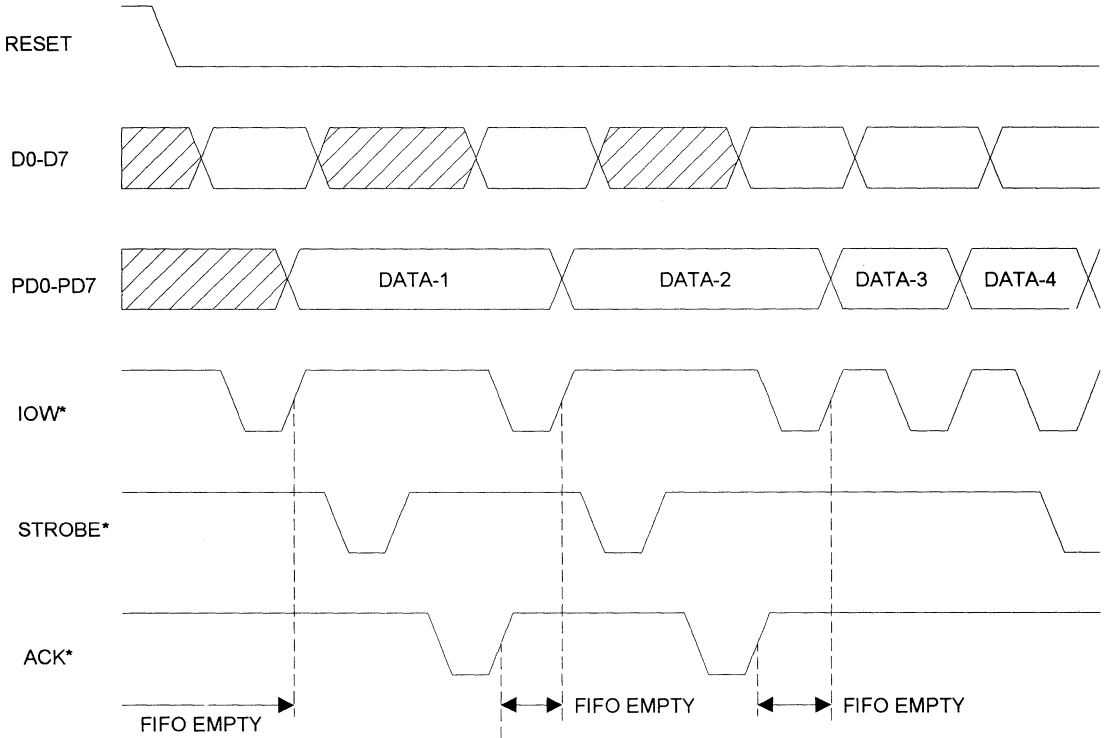 RESET
D0-D7
PD0-PD7
DATA-1
DATA-2
DATA-3
DATA-4
IOW*
STROBE*
ACK*
FIFO EMPTY
FIFO EMPTY
FIFO EMPTY